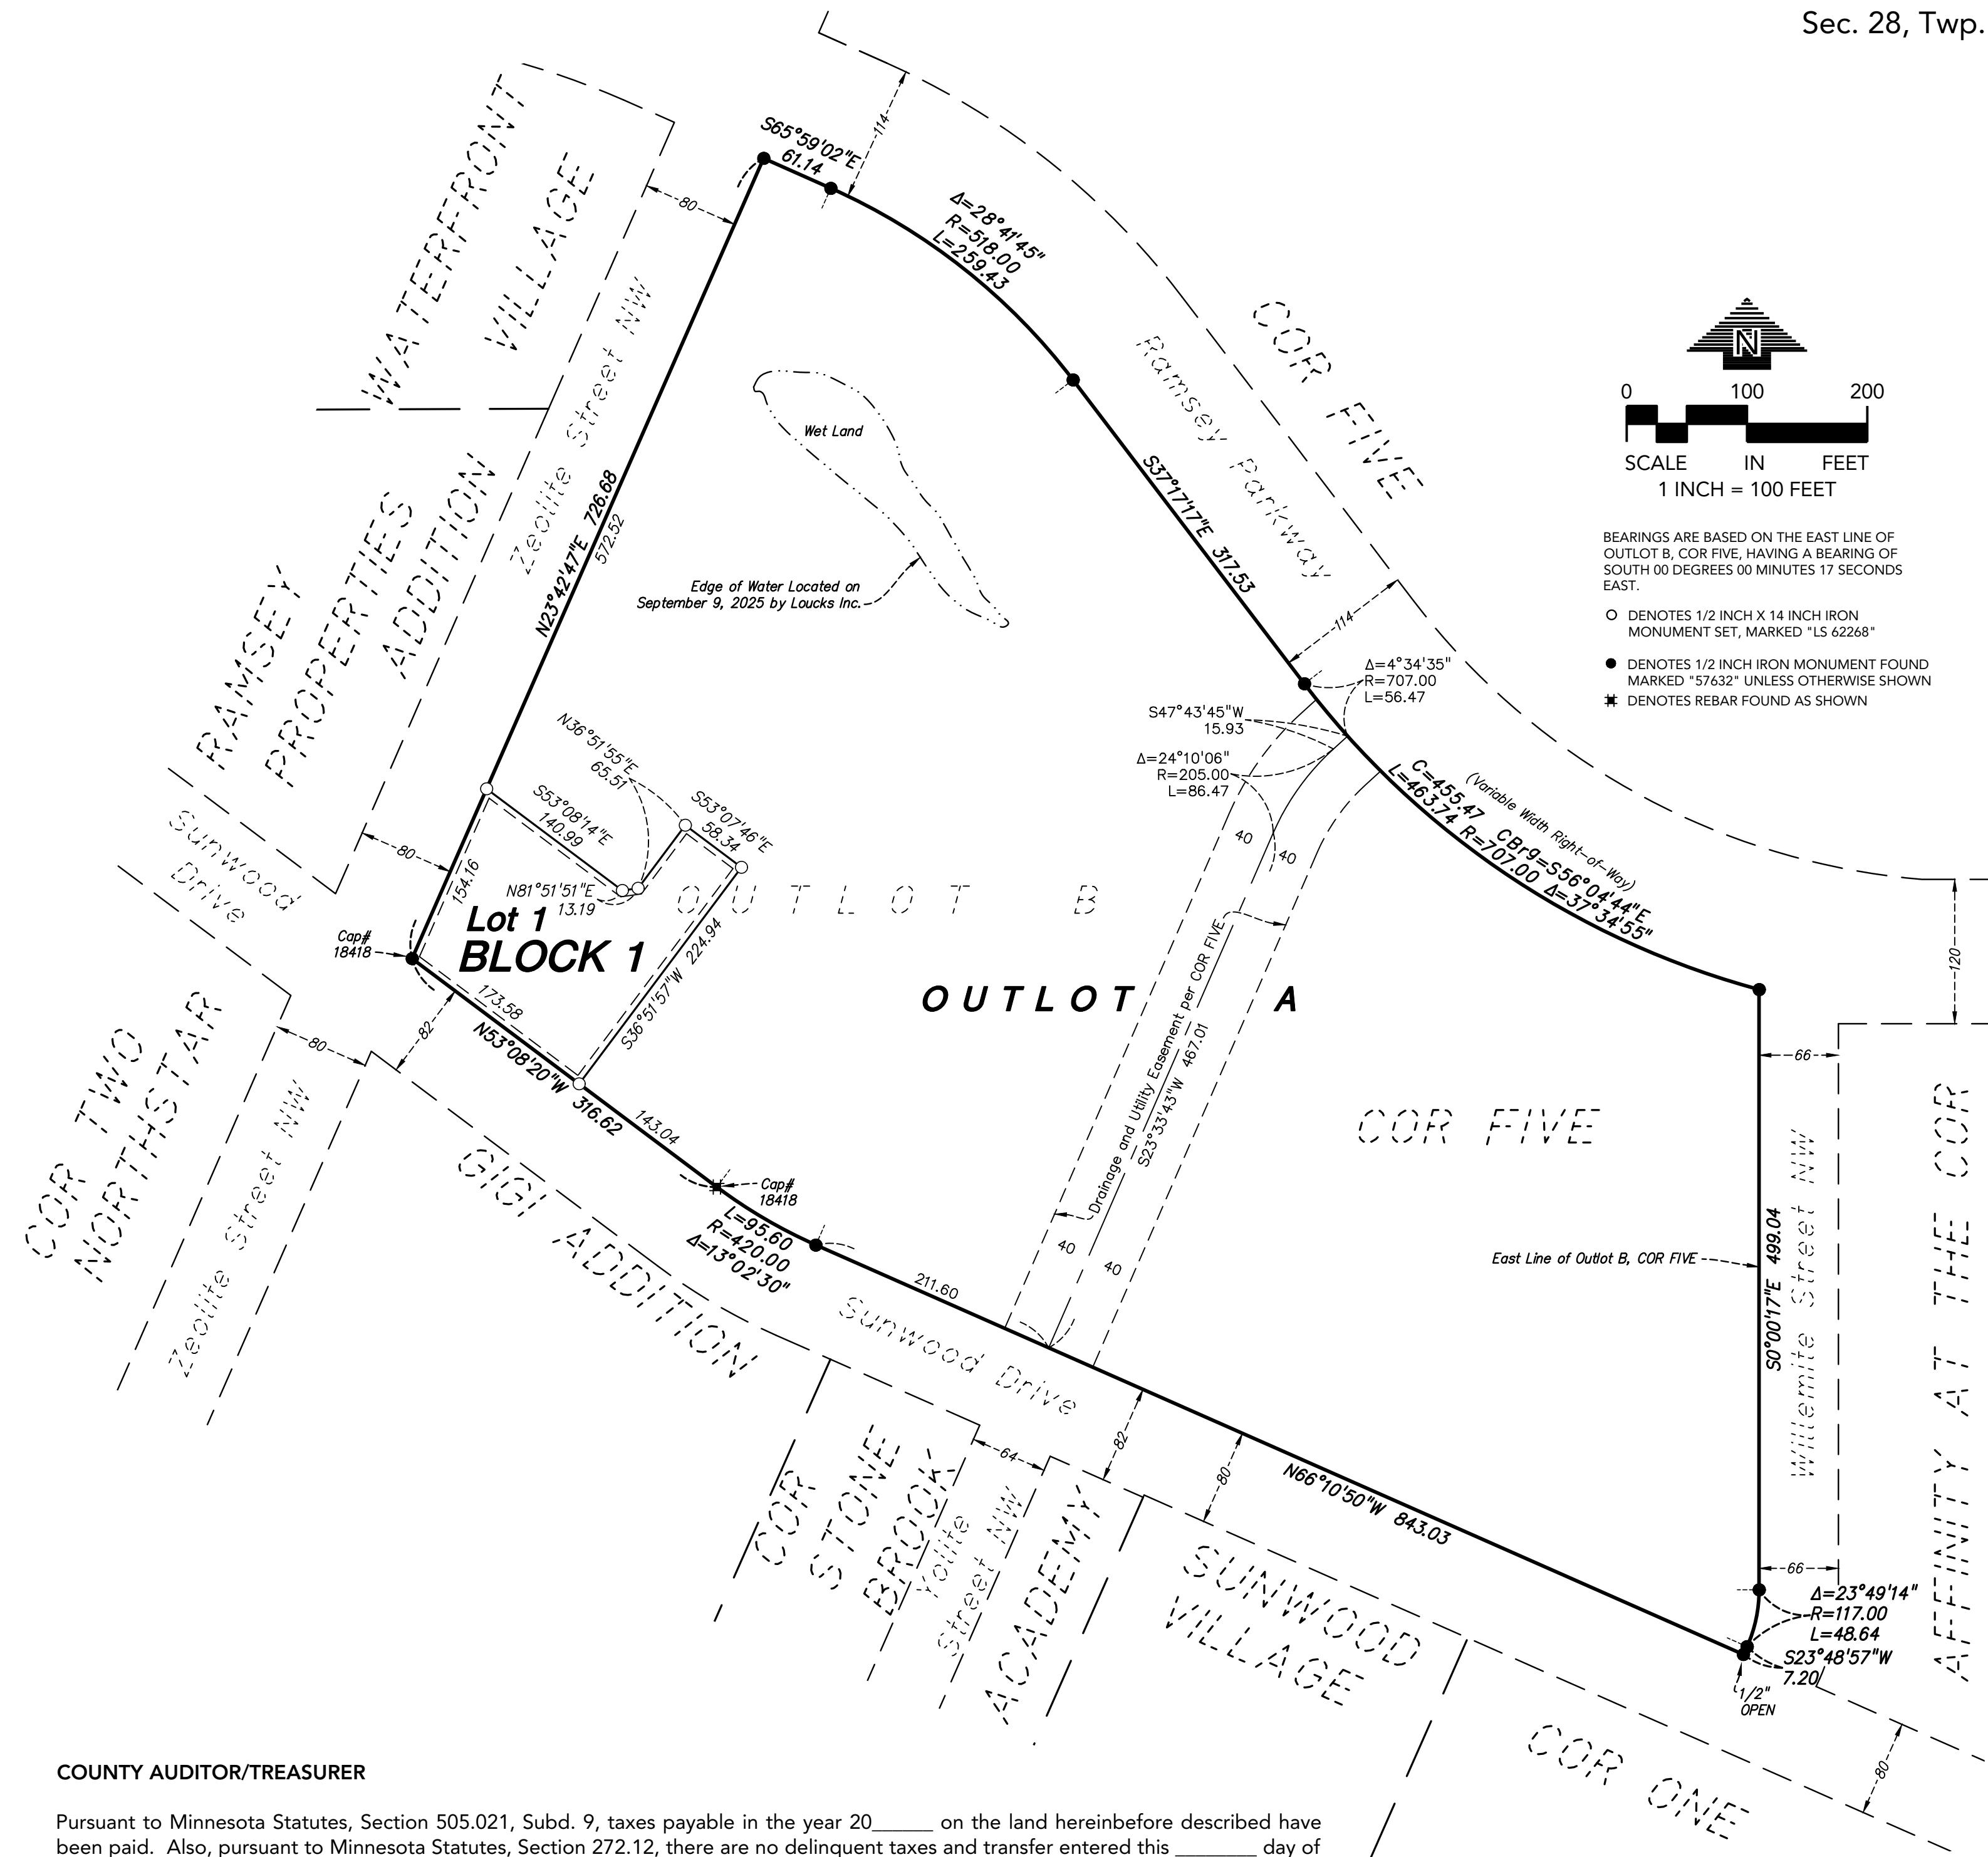 Sec. 28, Twp.
WATERFRONT
VILLAGE
S65°59'02"E
61.14
114
80
Δ=28°41'45"
R=518.00
L=259.43
Zeolite Street NW
COR FIVE
Ramsey Parkway
N
0 100 200
SCALE IN FEET
1 INCH = 100 FEET
BEARINGS ARE BASED ON THE EAST LINE OF
OUTLOT B, COR FIVE, HAVING A BEARING OF
SOUTH 00 DEGREES 00 MINUTES 17 SECONDS
EAST.
DENOTES 1/2 INCH X 14 INCH IRON
MONUMENT SET, MARKED "LS 62268"
DENOTES 1/2 INCH IRON MONUMENT FOUND
MARKED "57632" UNLESS OTHERWISE SHOWN
DENOTES REBAR FOUND AS SHOWN
Wet Land
Edge of Water Located on
September 9, 2025 by Loucks Inc.
N23°42'47"E 726.68
572.52
S37°17'17"E 317.53
114
RAMSEY
PROPERTIES
ADDITION
Δ=4°34'35"
R=707.00
L=56.47
S47°43'45"W
15.93
Δ=24°10'06"
R=205.00
L=86.47
C=455.47 CBrg=S56°04'44"E
L=463.74 R=707.00 Δ=37°34'55"
(Variable Width Right-of-Way)
N36°51'55"E
65.51
S53°08'14"E
140.99
S53°07'46"E
58.34
N81°51'51"E
13.19
Sunwood
Drive
80
154.16
Lot 1
BLOCK 1
Cap#
18418
173.58
S36°51'57"W 224.94
OUTLOT B
OUTLOT A
40
40
Drainage and Utility Easement per COR FIVE
S23°33'43"W 467.01
40
40
120
66
COR FIVE
East Line of Outlot B, COR FIVE
S0°00'17"E 499.04
Willemite Street NW
AFFINITY AT THE COR
COR TWO
NORTHSTAR
80
82
Zeolite Street NW
N53°08'20"W 316.62
143.04
Cap#
18418
L=95.60
R=420.00
Δ=13°02'30"
GIGI ADDITION
211.60
Sunwood Drive
82
64
80
N66°10'50"W 843.03
66
Δ=23°49'14"
R=117.00
L=48.64
S23°48'57"W
7.20
1/2"
OPEN
COR
STONE
BROOK
Yolite
Street NW
ACADEMY
SUNWOOD
VILLAGE
COR ONE
80
COUNTY AUDITOR/TREASURER
Pursuant to Minnesota Statutes, Section 505.021, Subd. 9, taxes payable in the year 20______ on the land hereinbefore described have
been paid. Also, pursuant to Minnesota Statutes, Section 272.12, there are no delinquent taxes and transfer entered this ________ day of